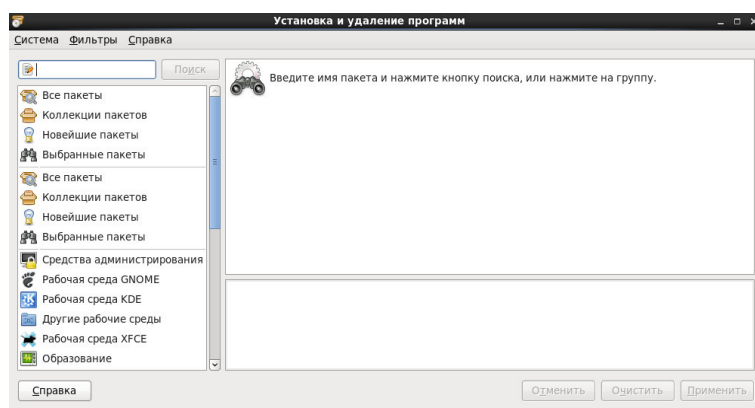 Установка и удаление программ
Система Фильтры Справка
Поиск
Введите имя пакета и нажмите кнопку поиска, или нажмите на группу.
Все пакеты
Коллекции пакетов
Новейшие пакеты
Выбранные пакеты
Все пакеты
Коллекции пакетов
Новейшие пакеты
Выбранные пакеты
Средства администрирования
Рабочая среда GNOME
Рабочая среда KDE
Другие рабочие среды
Рабочая среда XFCE
Образование
Справка
Отменить Очистить Применить